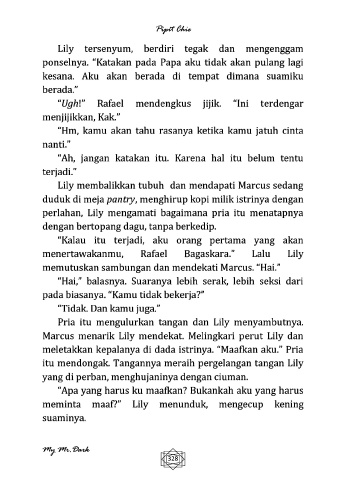 Pipit Chie
Lily tersenyum, berdiri tegak dan mengenggam
ponselnya. “Katakan pada Papa aku tidak akan pulang lagi
kesana. Aku akan berada di tempat dimana suamiku
berada.”
“Ugh!” Rafael mendengkus jijik. “Ini terdengar
menjijikkan, Kak.”
“Hm, kamu akan tahu rasanya ketika kamu jatuh cinta
nanti.”
“Ah, jangan katakan itu. Karena hal itu belum tentu
terjadi.”
Lily membalikkan tubuh dan mendapati Marcus sedang
duduk di meja pantry, menghirup kopi milik istrinya dengan
perlahan, Lily mengamati bagaimana pria itu menatapnya
dengan bertopang dagu, tanpa berkedip.
“Kalau itu terjadi, aku orang pertama yang akan
menertawakanmu, Rafael Bagaskara.” Lalu Lily
memutuskan sambungan dan mendekati Marcus. “Hai.”
“Hai,” balasnya. Suaranya lebih serak, lebih seksi dari
pada biasanya. “Kamu tidak bekerja?”
“Tidak. Dan kamu juga.”
Pria itu mengulurkan tangan dan Lily menyambutnya.
Marcus menarik Lily mendekat. Melingkari perut Lily dan
meletakkan kepalanya di dada istrinya. “Maafkan aku.” Pria
itu mendongak. Tangannya meraih pergelangan tangan Lily
yang di perban, menghujaninya dengan ciuman.
“Apa yang harus ku maafkan? Bukankah aku yang harus
meminta maaf?” Lily menunduk, mengecup kening
suaminya.
My Mr.Dark
328